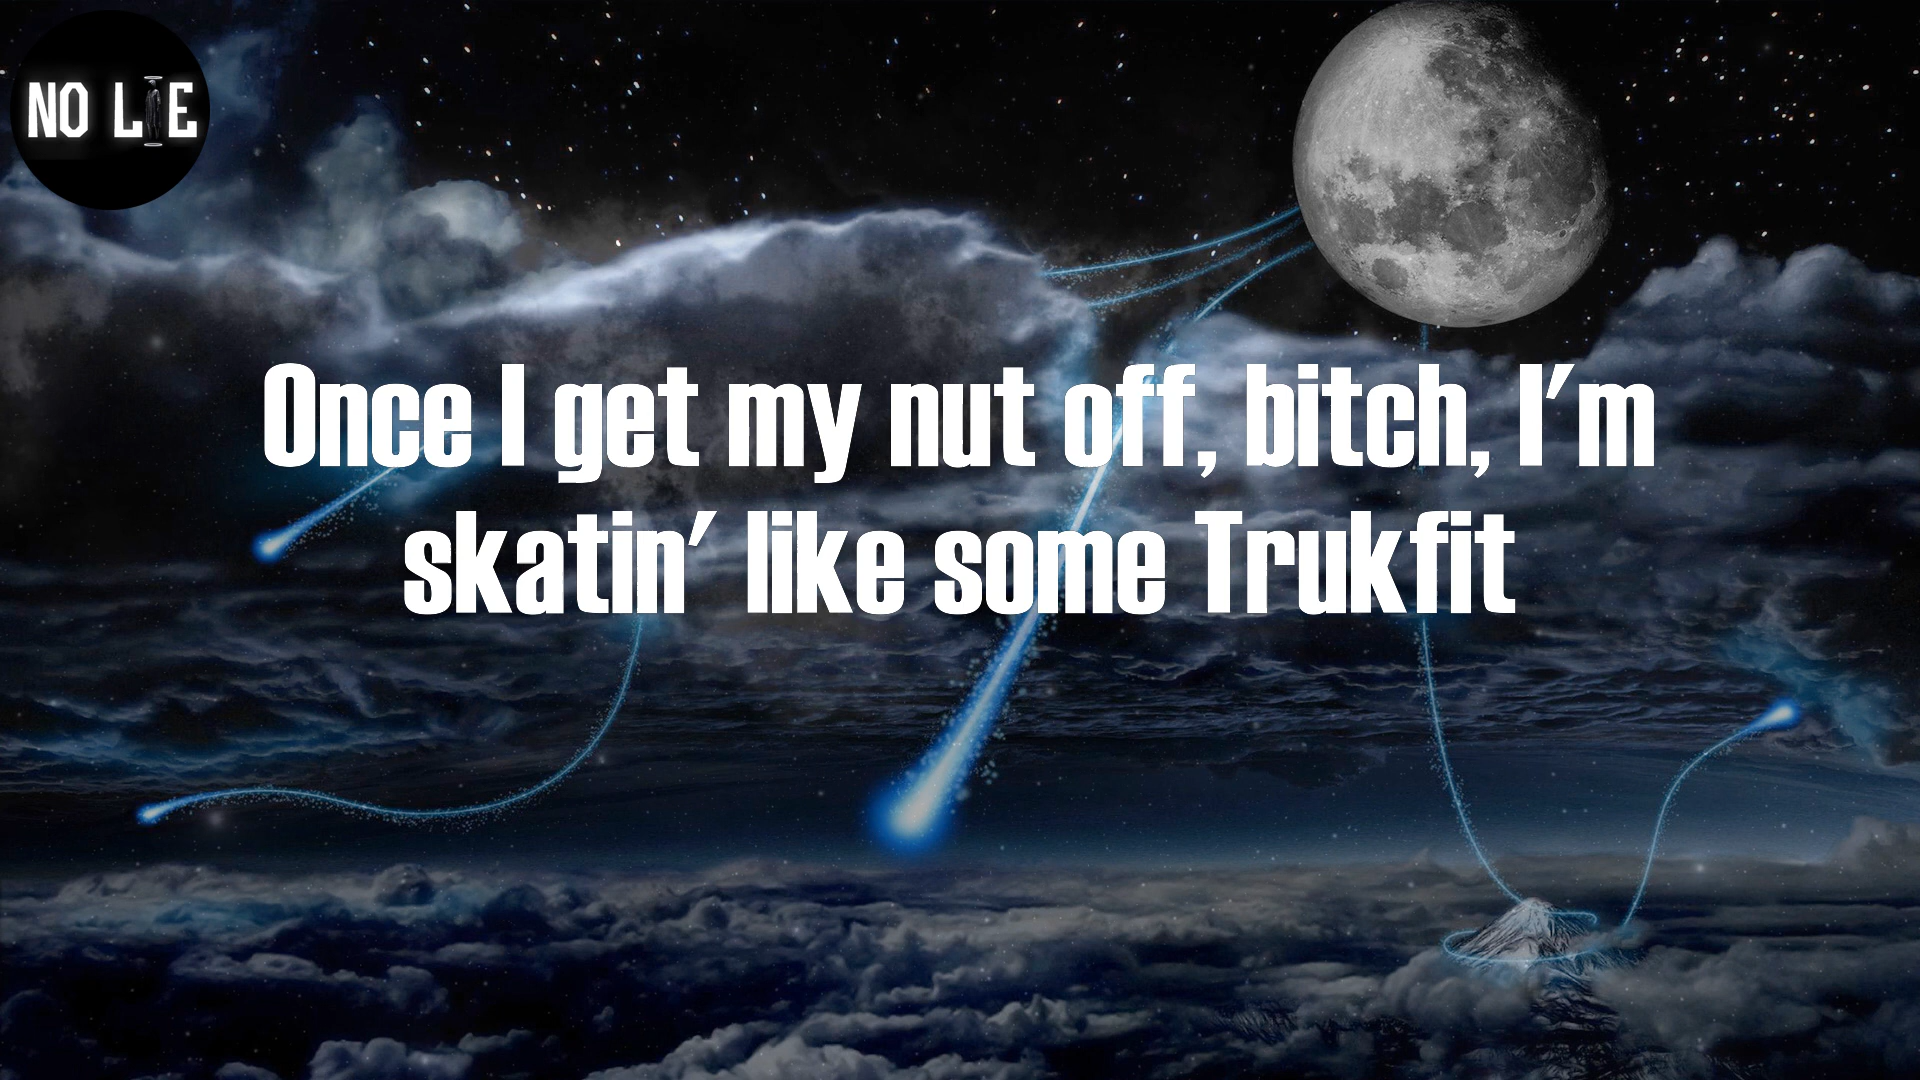 NO LIE
Once I get my nut off, bitch, I'm
skatin' like some Trukfit